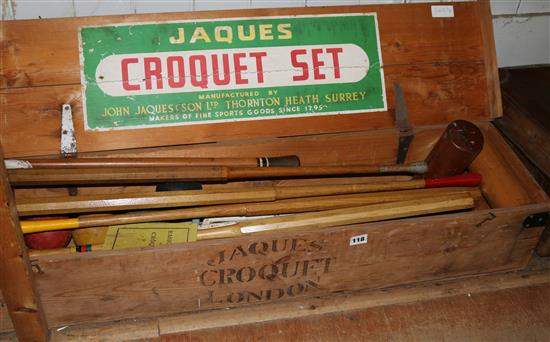 JAQUES
CROQUET SET
MANUFACTURED BY
JOHN JAQUES & SON LTD THORNTON HEATH SURREY
MAKERS OF FINE SPORTS GOODS SINCE 1795
JAQUES
118
CROQUET
LONDON